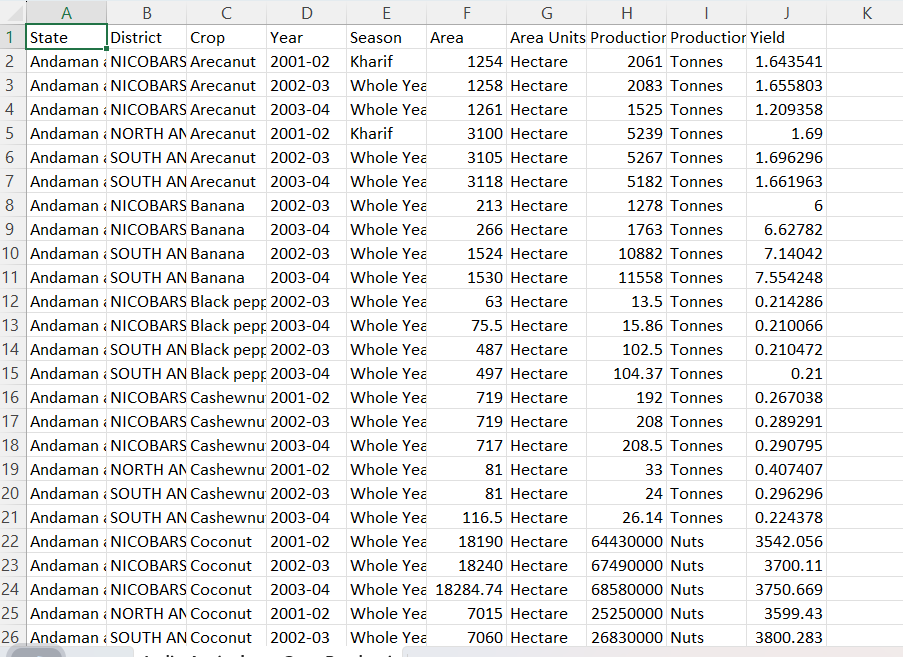 A B C D E F G H I J K
1 State District Crop Year Season Area Area Units Production Production Yield
2 Andaman a NICOBARS Arecanut 2001-02 Kharif 1254 Hectare 2061 Tonnes 1.643541
3 Andaman a NICOBARS Arecanut 2002-03 Whole Yea 1258 Hectare 2083 Tonnes 1.655803
4 Andaman a NICOBARS Arecanut 2003-04 Whole Yea 1261 Hectare 1525 Tonnes 1.209358
5 Andaman a NORTH AN Arecanut 2001-02 Kharif 3100 Hectare 5239 Tonnes 1.69
6 Andaman a SOUTH AN Arecanut 2002-03 Whole Yea 3105 Hectare 5267 Tonnes 1.696296
7 Andaman a SOUTH AN Arecanut 2003-04 Whole Yea 3118 Hectare 5182 Tonnes 1.661963
8 Andaman a NICOBARS Banana 2002-03 Whole Yea 213 Hectare 1278 Tonnes 6
9 Andaman a NICOBARS Banana 2003-04 Whole Yea 266 Hectare 1763 Tonnes 6.62782
10 Andaman a SOUTH AN Banana 2002-03 Whole Yea 1524 Hectare 10882 Tonnes 7.14042
11 Andaman a SOUTH AN Banana 2003-04 Whole Yea 1530 Hectare 11558 Tonnes 7.554248
12 Andaman a NICOBARS Black pepp 2002-03 Whole Yea 63 Hectare 13.5 Tonnes 0.214286
13 Andaman a NICOBARS Black pepp 2003-04 Whole Yea 75.5 Hectare 15.86 Tonnes 0.210066
14 Andaman a SOUTH AN Black pepp 2002-03 Whole Yea 487 Hectare 102.5 Tonnes 0.210472
15 Andaman a SOUTH AN Black pepp 2003-04 Whole Yea 497 Hectare 104.37 Tonnes 0.21
16 Andaman a NICOBARS Cashewnu 2001-02 Whole Yea 719 Hectare 192 Tonnes 0.267038
17 Andaman a NICOBARS Cashewnu 2002-03 Whole Yea 719 Hectare 208 Tonnes 0.289291
18 Andaman a NICOBARS Cashewnu 2003-04 Whole Yea 717 Hectare 208.5 Tonnes 0.290795
19 Andaman a NORTH AN Cashewnu 2001-02 Whole Yea 81 Hectare 33 Tonnes 0.407407
20 Andaman a SOUTH AN Cashewnu 2002-03 Whole Yea 81 Hectare 24 Tonnes 0.296296
21 Andaman a SOUTH AN Cashewnu 2003-04 Whole Yea 116.5 Hectare 26.14 Tonnes 0.224378
22 Andaman a NICOBARS Coconut 2001-02 Whole Yea 18190 Hectare 64430000 Nuts 3542.056
23 Andaman a NICOBARS Coconut 2002-03 Whole Yea 18240 Hectare 67490000 Nuts 3700.11
24 Andaman a NICOBARS Coconut 2003-04 Whole Yea 18284.74 Hectare 68580000 Nuts 3750.669
25 Andaman a NORTH AN Coconut 2001-02 Whole Yea 7015 Hectare 25250000 Nuts 3599.43
26 Andaman a SOUTH AN Coconut 2002-03 Whole Yea 7060 Hectare 26830000 Nuts 3800.283